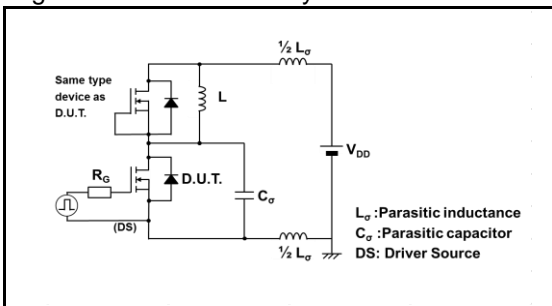 ½ Lσ
Same type
device as
D.U.T.
L
VDD
RG
D.U.T.
Cσ
(DS)
½ Lσ
Lσ :Parasitic inductance
Cσ :Parasitic capacitor
DS: Driver Source